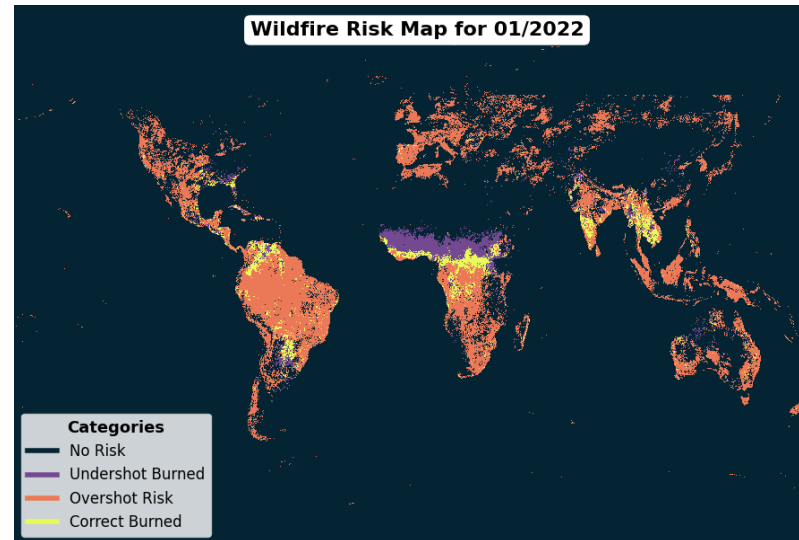 Wildfire Risk Map for 01/2022
Categories
No Risk
Undershot Burned
Overshot Risk
Correct Burned